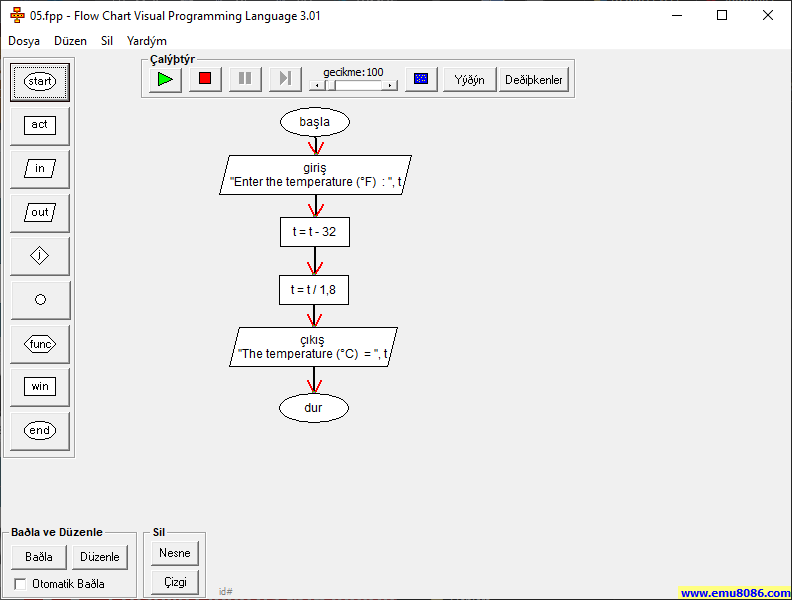 05.fpp - Flow Chart Visual Programming Language 3.01
Dosya Düzen Sil Yardým
Çalýþtýr
gecikme:100
Yýðýn
Deðiþkenler
start
act
in
out
i
func
win
end
başla
giriş
"Enter the temperature (°F) : ", t
t = t - 32
t = t / 1,8
çıkış
"The temperature (°C) = ", t
dur
Baðla ve Düzenle
Baðla
Düzenle
Otomatik Baðla
Sil
Nesne
Çizgi
id#
www.emu8086.com